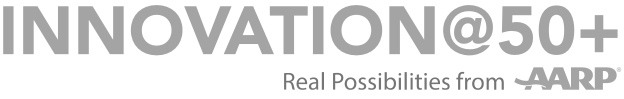 INNOVATION@50+
Real Possibilities from AARP®